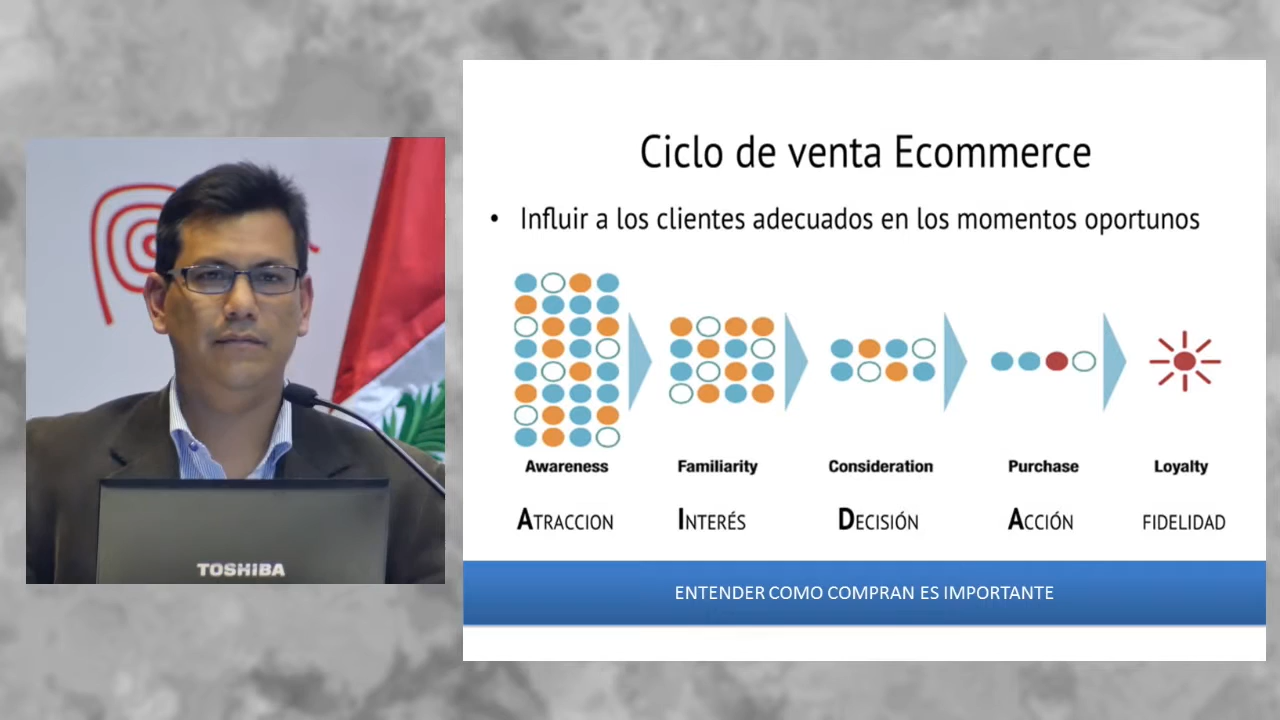 TOSHIBA
Ciclo de venta Ecommerce
• Influir a los clientes adecuados en los momentos oportunos
Awareness Familiarity Consideration Purchase Loyalty
ATRACCION INTERÉS DECISIÓN ACCIÓN FIDELIDAD
ENTENDER COMO COMPRAN ES IMPORTANTE